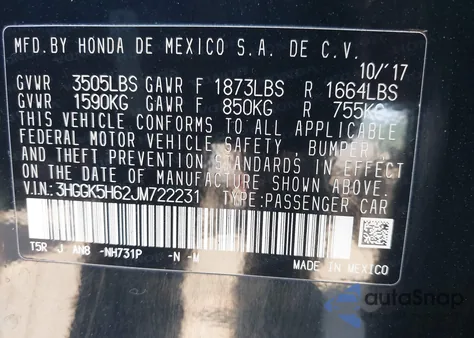 MFD.BY HONDA DE MEXICO S.A. DE C.V.
10/'17
GVWR 3505LBS GAWR F 1873LBS R 1664LBS
GVWR 1590KG GAWR F 850KG R 755KG
THIS VEHICLE CONFORMS TO ALL APPLICABLE
FEDERAL MOTOR VEHICLE SAFETY, BUMPER
AND THEFT PREVENTION STANDARDS IN EFFECT
ON THE DATE OF MANUFACTURE SHOWN ABOVE.
V.I.N.: 3HGGK5H62JM722231 TYPE:PASSENGER CAR
T5R -J AN8 -NH731P -N -M
MADE IN MEXICO
autoSnap